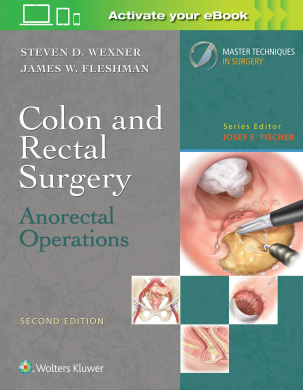 Activate your eBook
STEVEN D. WEXNER
JAMES W. FLESHMAN
MASTER TECHNIQUES
IN SURGERY
Colon and
Rectal
Surgery
Anorectal
Operations
Series Editor
JOSEF E. FISCHER
SECOND EDITION
Wolters Kluwer